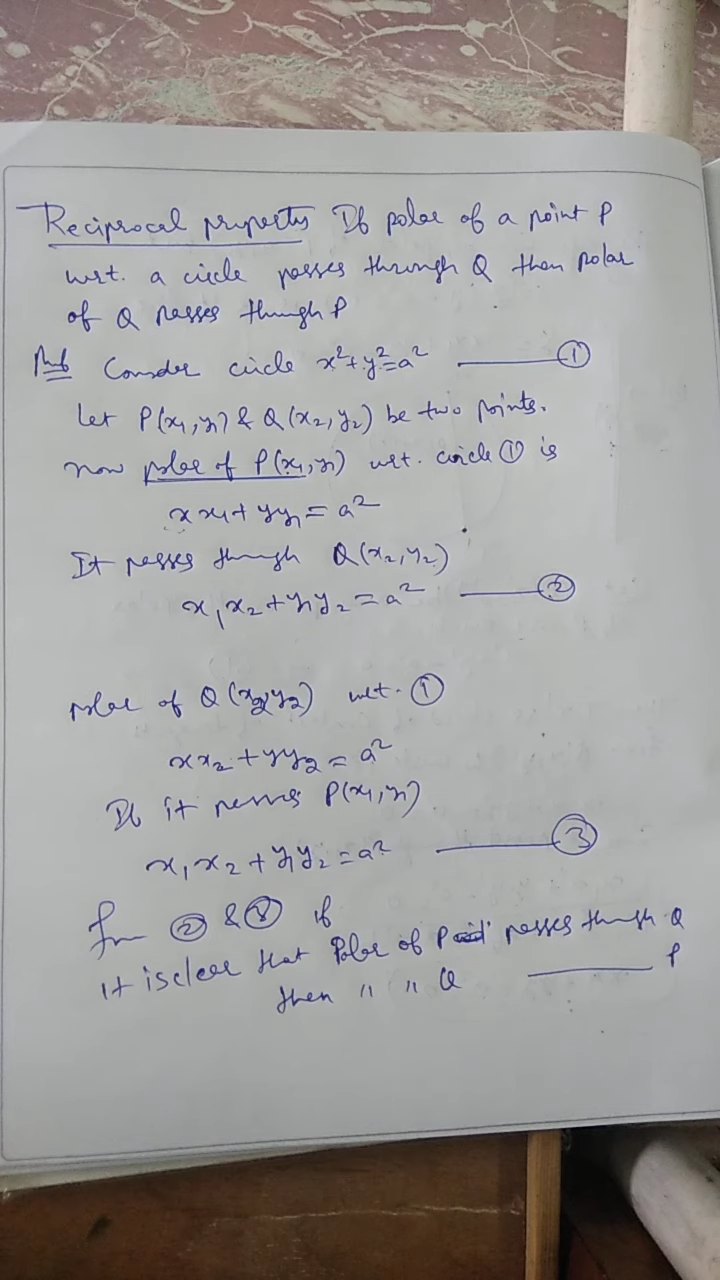 Reciprocal property If polar of a point P
wrt. a circle passes through Q then polar
of Q passes through P
Proof Consider circle x²+y²=a² ——— ①
Let P(x₁,y₁) & Q(x₂,y₂) be two points.
now polar of P(x₁,y₁) wrt. circle ① is
xx₁+yy₁=a²
It passes through Q(x₂,y₂)
x₁x₂+y₁y₂=a² ——— ②
polar of Q(x₂,y₂) wrt. ①
xx₂+yy₂=a²
If it passes P(x₁,y₁)
x₁x₂+y₁y₂=a² ——— ③
from ② & ③ if
It is clear that Polar of P passes through Q
then " " Q ——— P